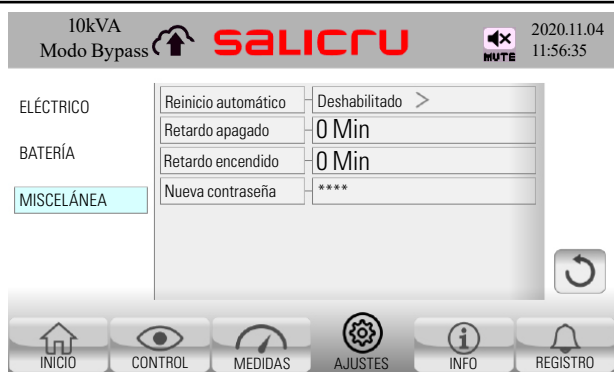 10kVA
Modo Bypass
salicru
MUTE
2020.11.04
11:56:35
ELÉCTRICO
BATERÍA
MISCELÁNEA
Reinicio automático Deshabilitado >
Retardo apagado 0 Min
Retardo encendido 0 Min
Nueva contraseña ****
INICIO CONTROL MEDIDAS AJUSTES INFO REGISTRO